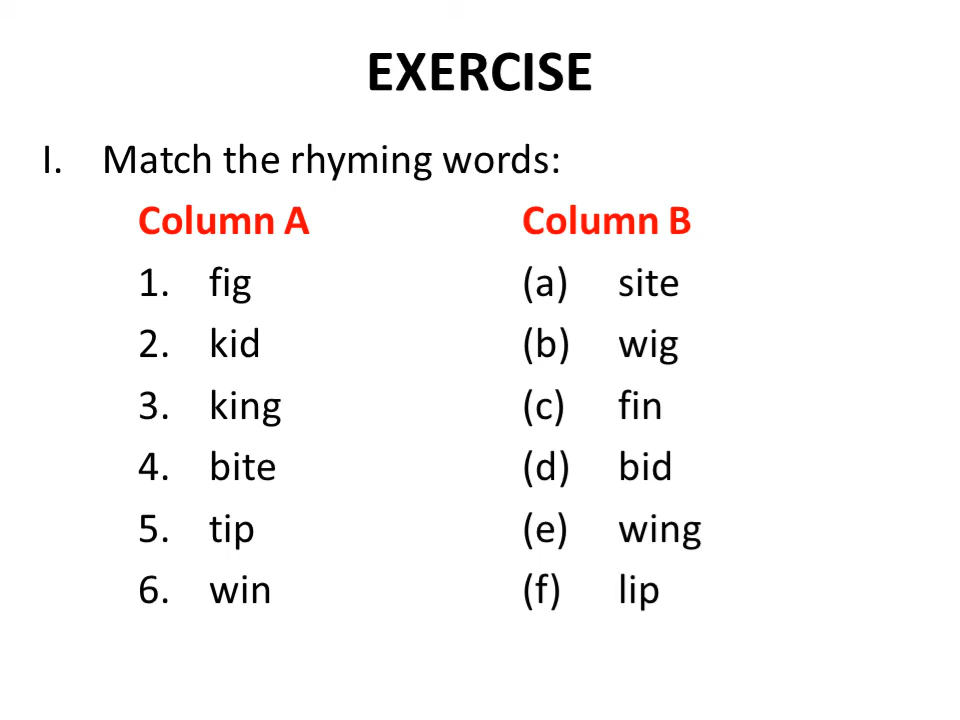 EXERCISE
I. Match the rhyming words:
Column A Column B
1. fig (a) site
2. kid (b) wig
3. king (c) fin
4. bite (d) bid
5. tip (e) wing
6. win (f) lip